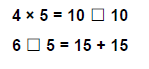 4 × 5 = 10 □ 10
6 □ 5 = 15 + 15